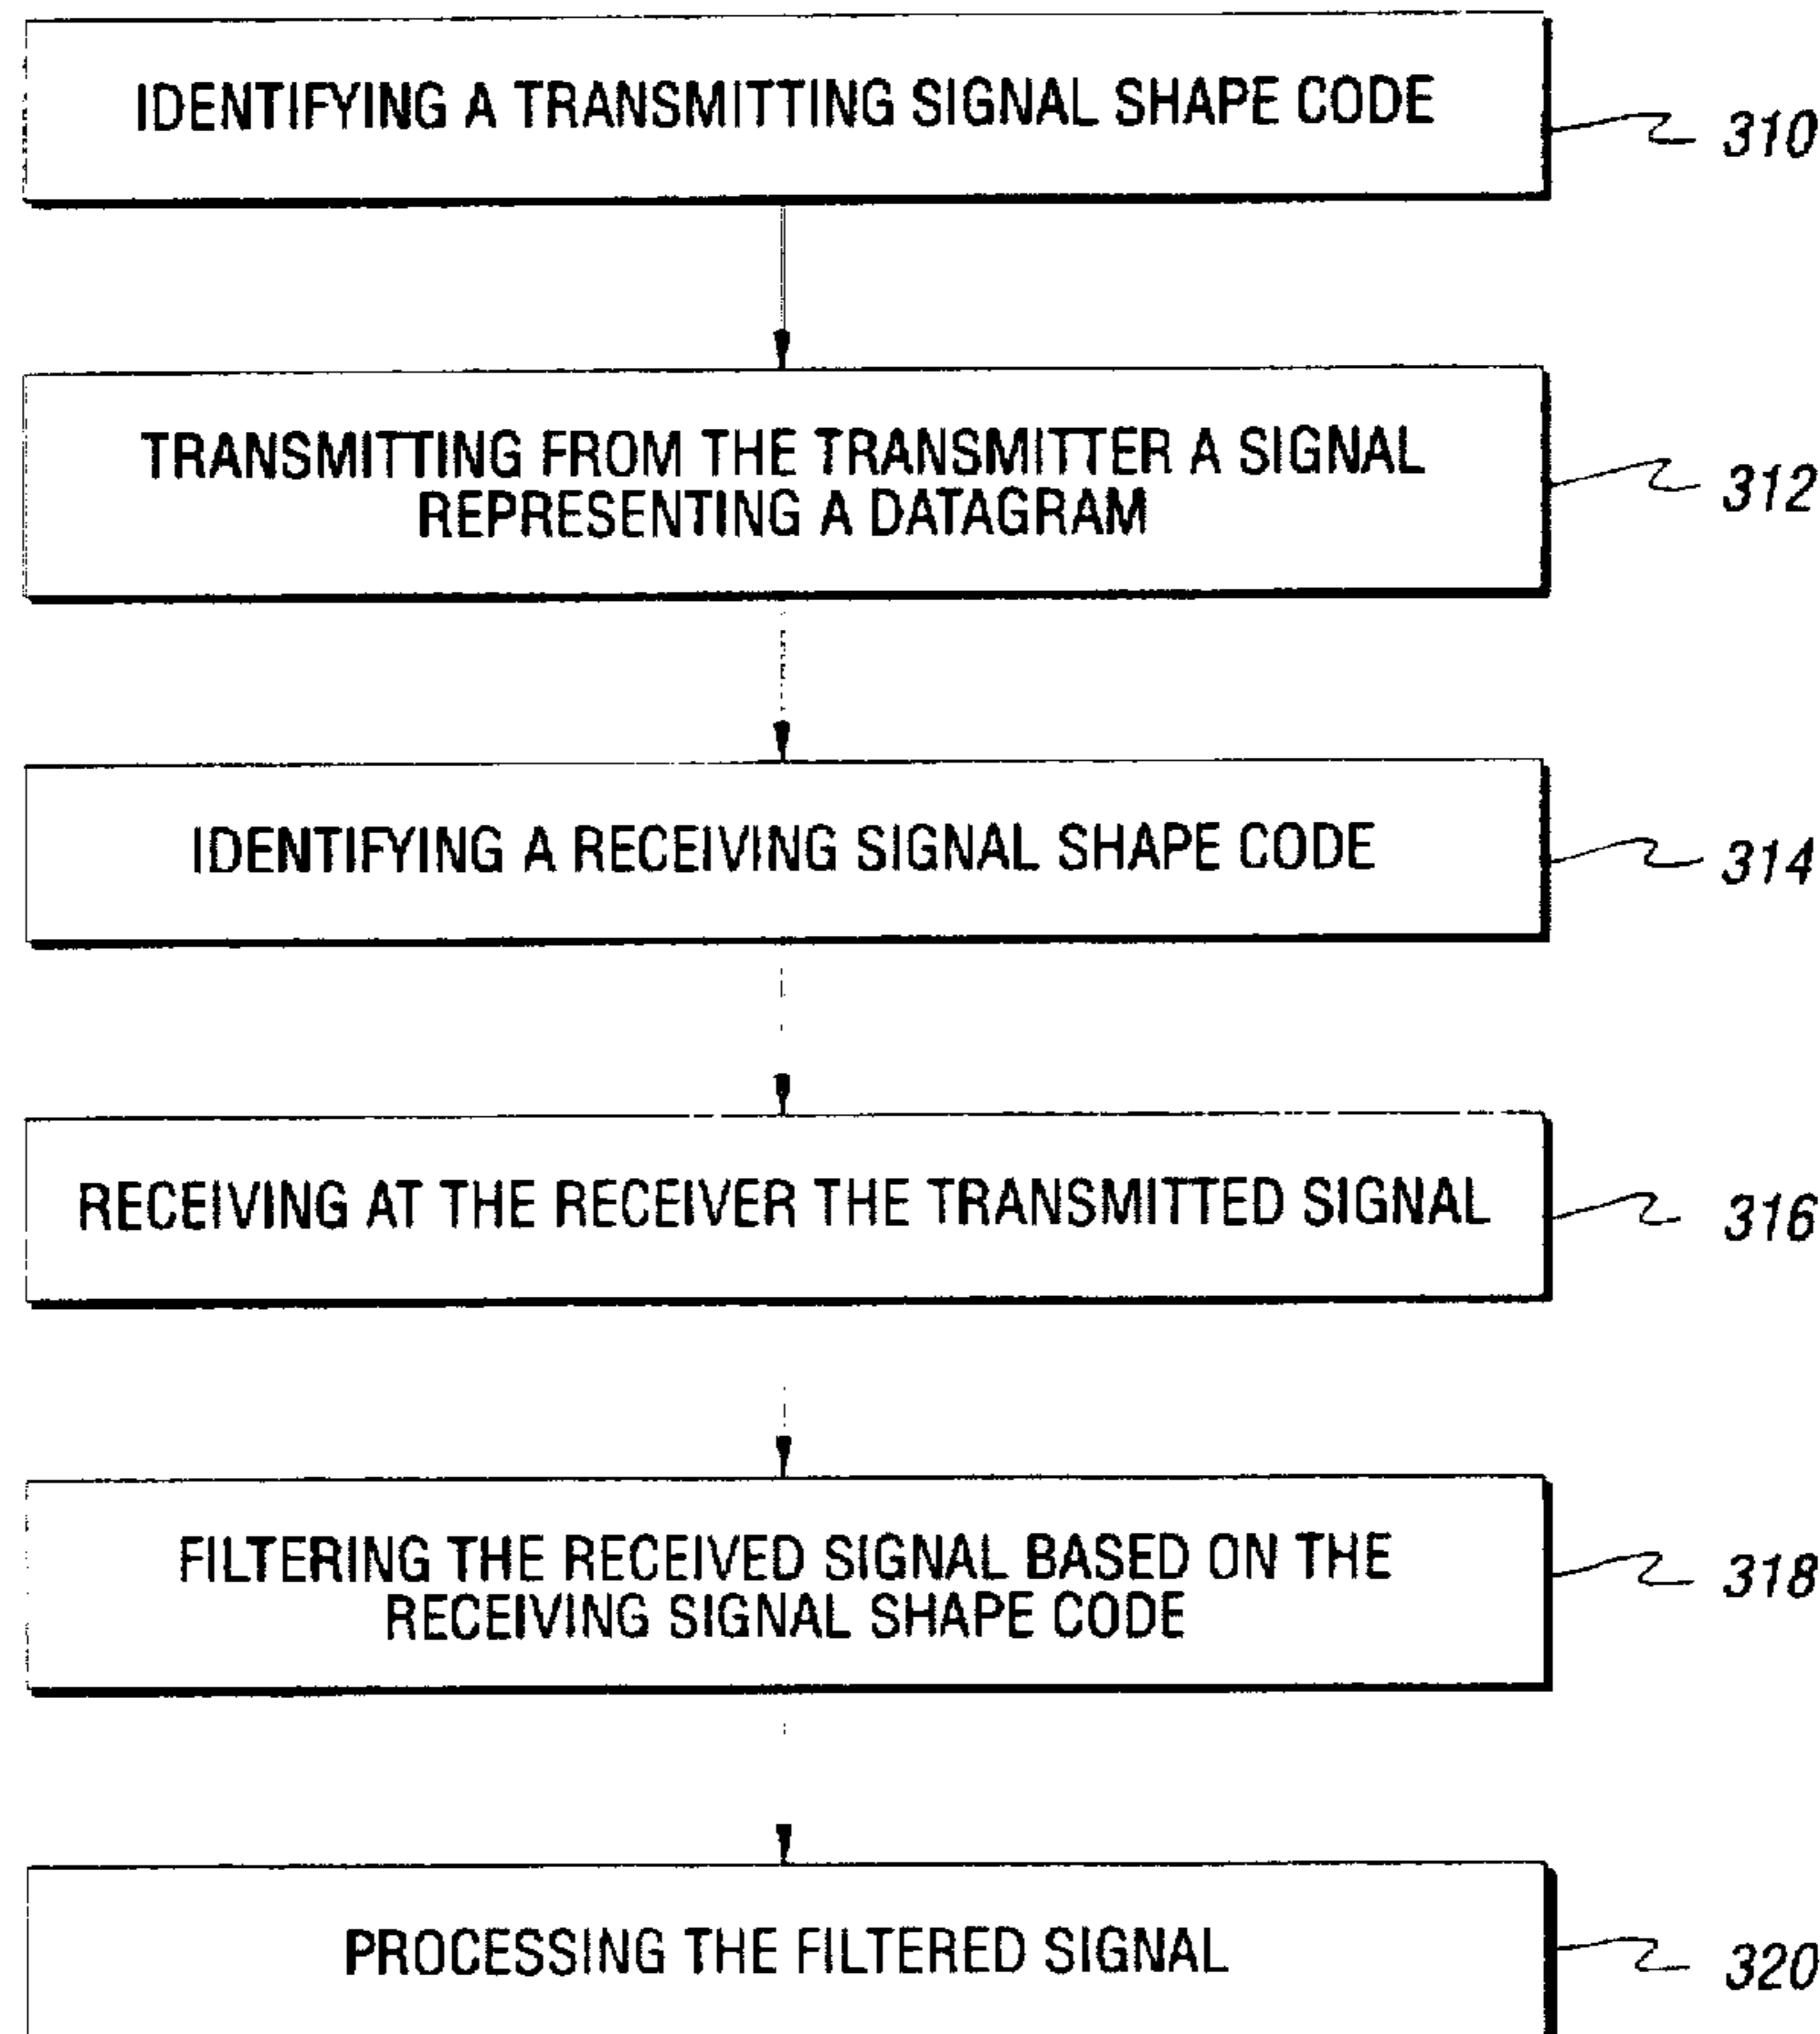 IDENTIFYING A TRANSMITTING SIGNAL SHAPE CODE
310
TRANSMITTING FROM THE TRANSMITTER A SIGNAL
REPRESENTING A DATAGRAM
312
IDENTIFYING A RECEIVING SIGNAL SHAPE CODE
314
RECEIVING AT THE RECEIVER THE TRANSMITTED SIGNAL
316
FILTERING THE RECEIVED SIGNAL BASED ON THE
RECEIVING SIGNAL SHAPE CODE
318
PROCESSING THE FILTERED SIGNAL
320